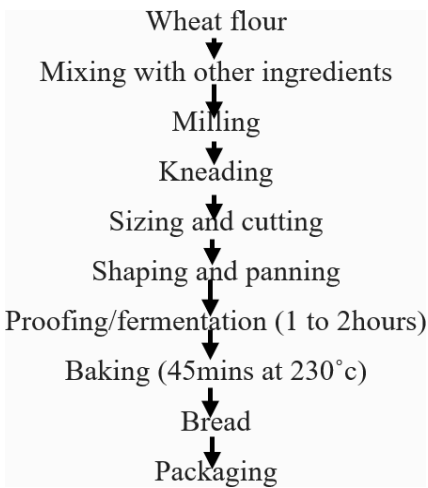 Wheat flour
Mixing with other ingredients
Milling
Kneading
Sizing and cutting
Shaping and panning
Proofing/fermentation (1 to 2hours)
Baking (45mins at 230˚c)
Bread
Packaging